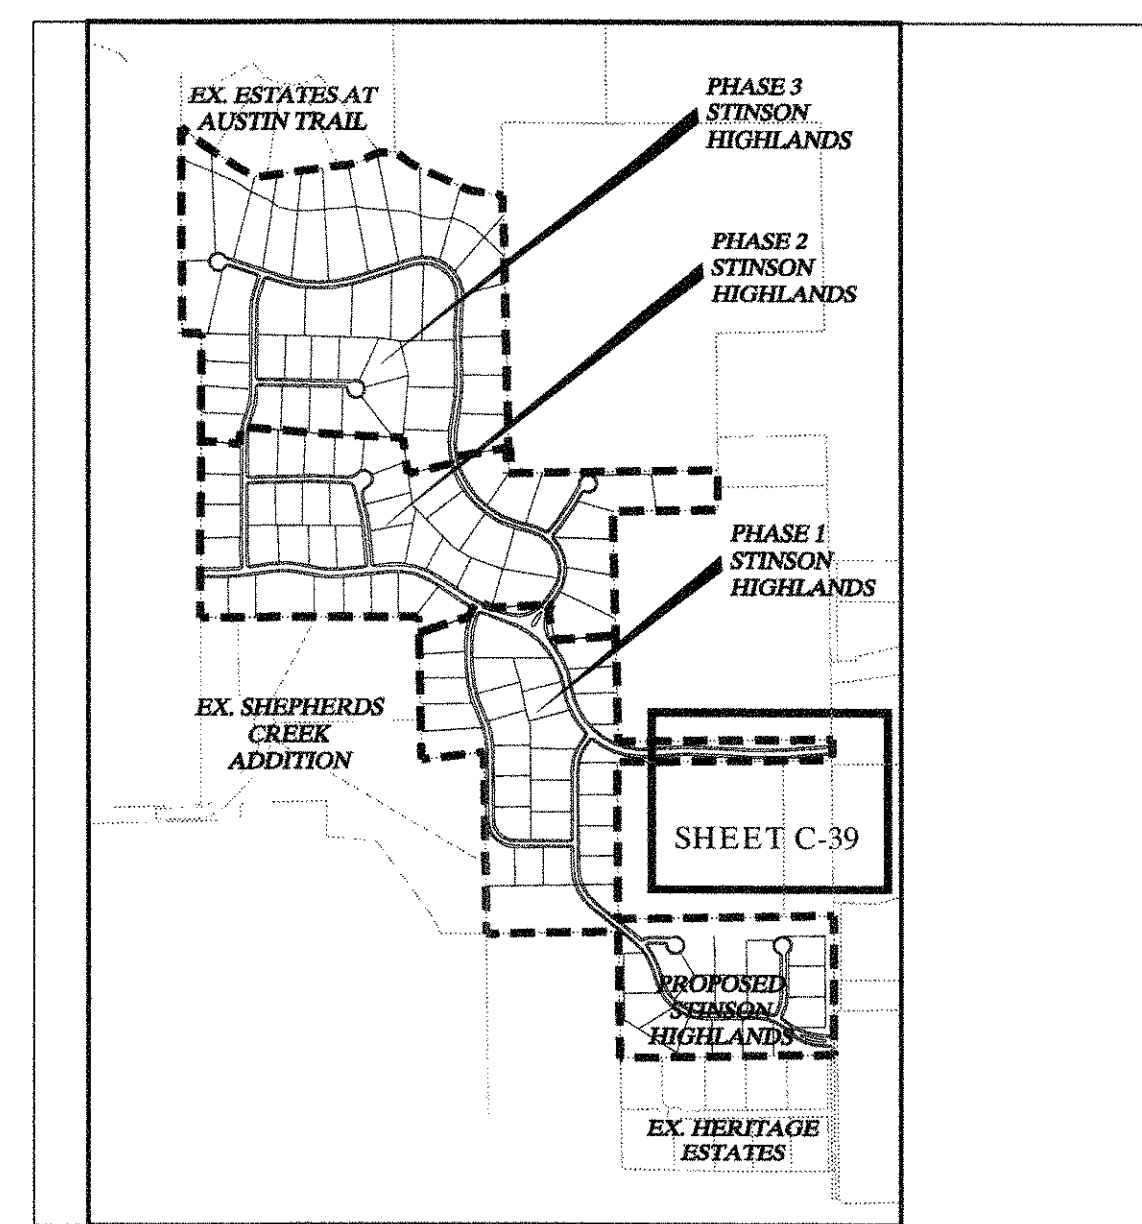 EX. ESTATES AT
AUSTIN TRAIL
PHASE 3
STINSON
HIGHLANDS
PHASE 2
STINSON
HIGHLANDS
PHASE 1
STINSON
HIGHLANDS
EX. SHEPHERDS
CREEK
ADDITION
SHEET C-39
PROPOSED
STINSON
HIGHLANDS
EX. HERITAGE
ESTATES